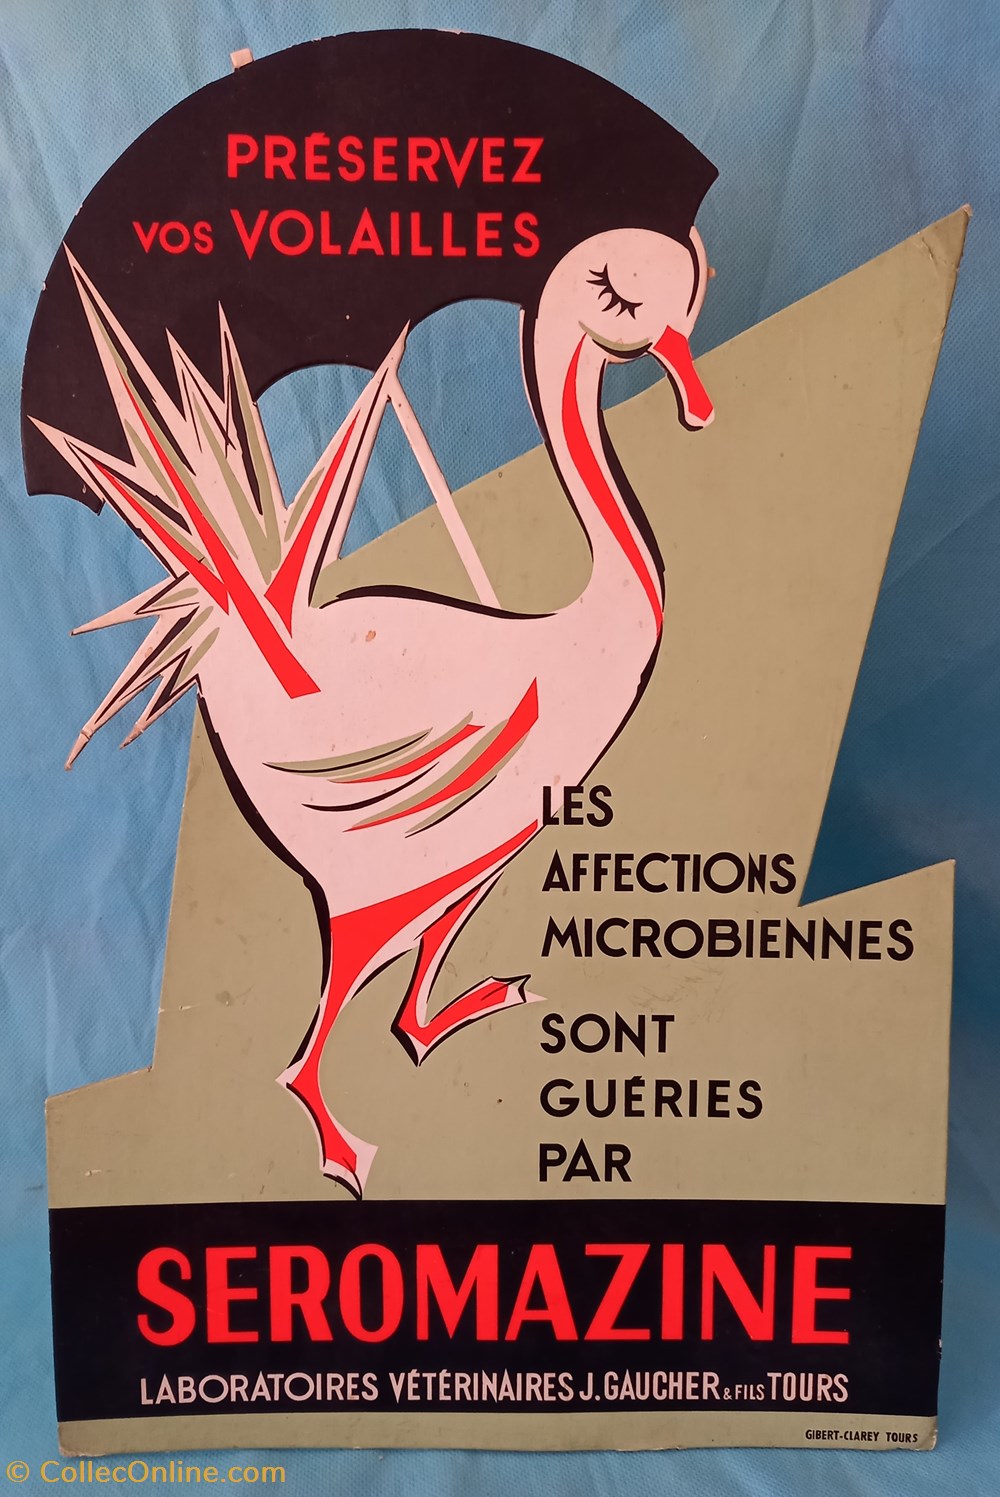 PRÉSERVEZ
VOS VOLAILLES
LES
AFFECTIONS
MICROBIENNES
SONT
GUÉRIES
PAR
SEROMAZINE
LABORATOIRES VÉTÉRINAIRES J. GAUCHER & FILS TOURS
GIBERT-CLAREY TOURS
© CollecOnline.com